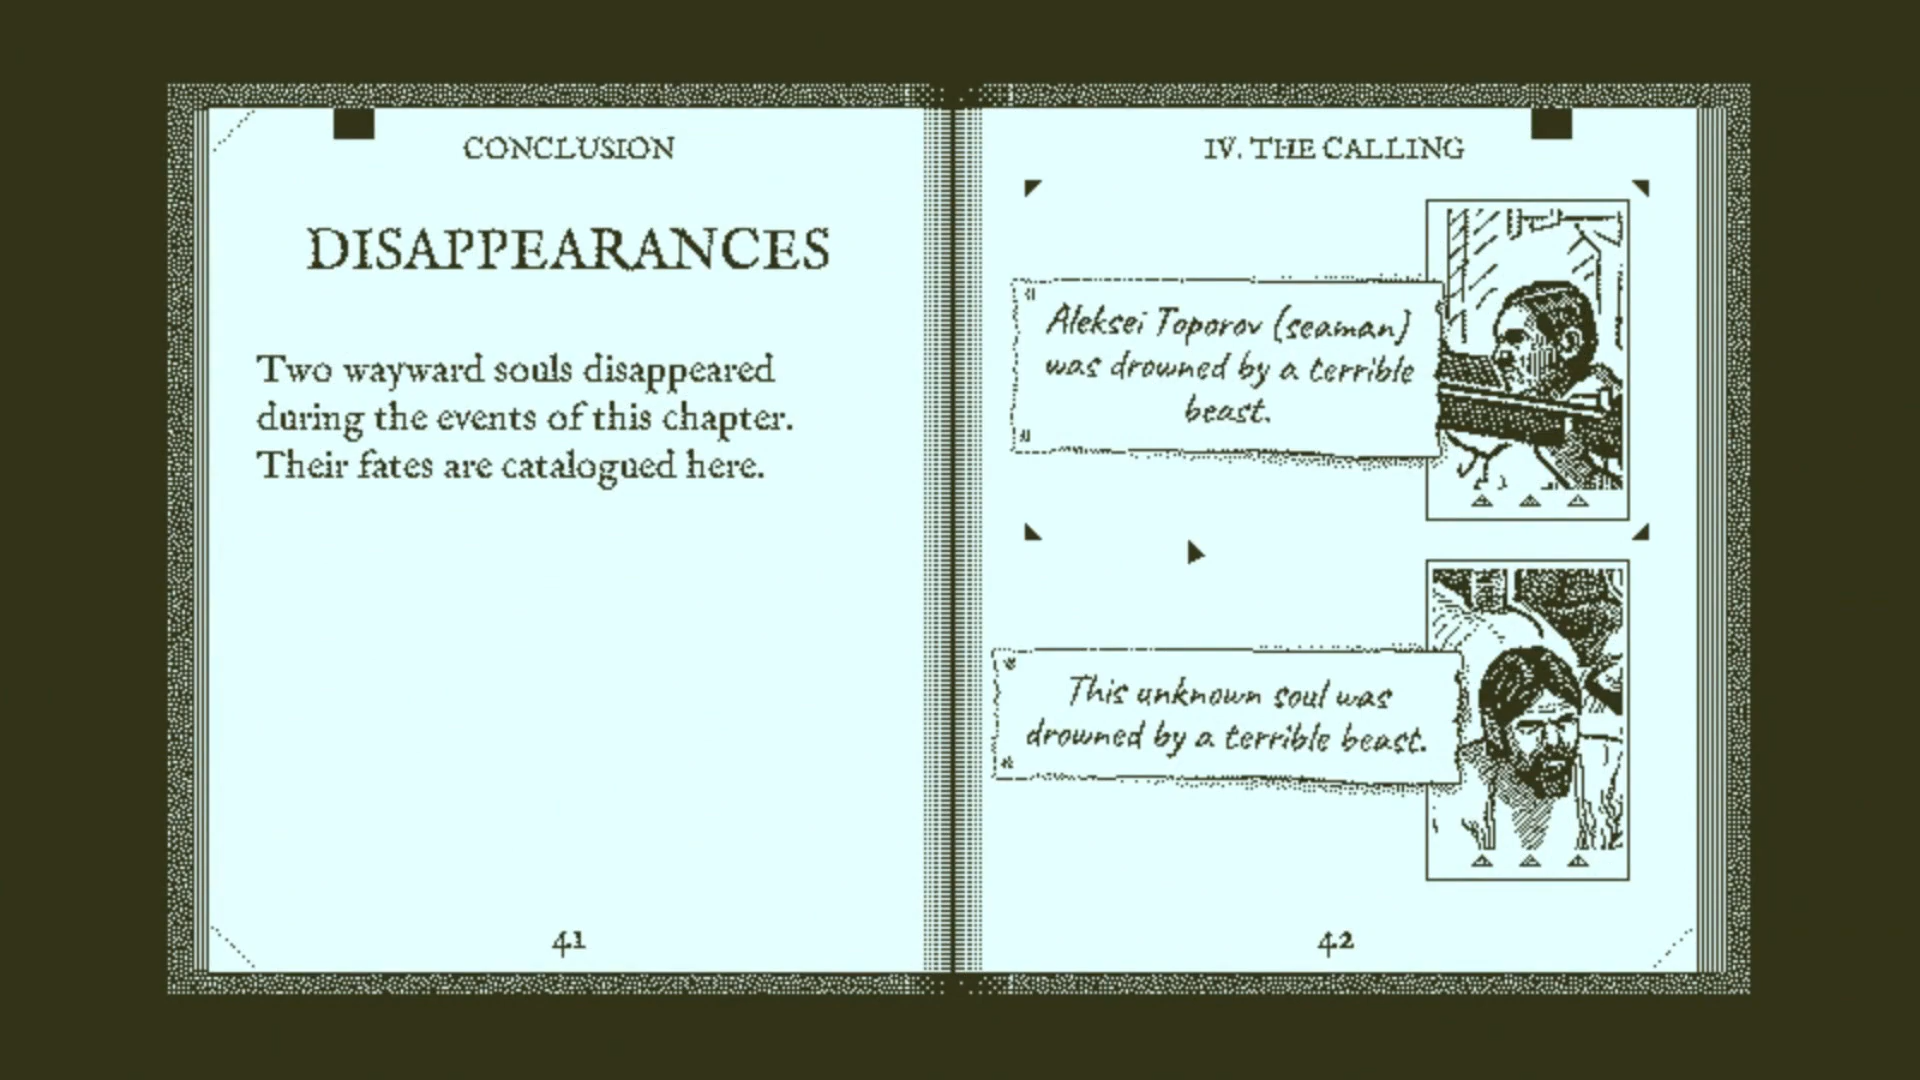 CONCLUSION
DISAPPEARANCES
Two wayward souls disappeared
during the events of this chapter.
Their fates are catalogued here.
41
IV. THE CALLING
Aleksei Toporov (seaman)
was drowned by a terrible
beast.
This unknown soul was
drowned by a terrible beast.
42